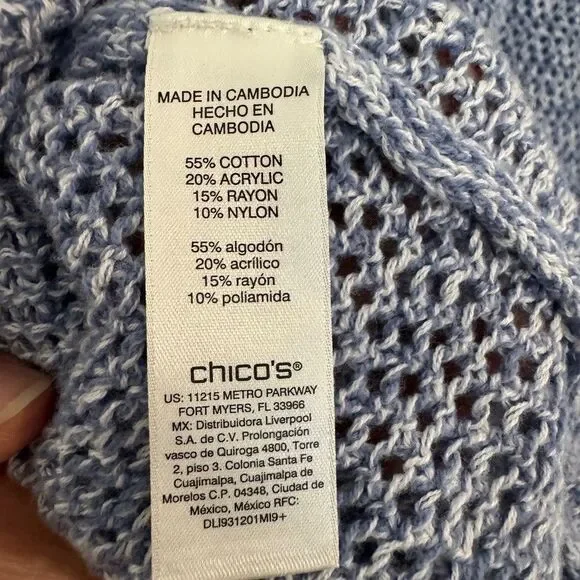 MADE IN CAMBODIA
HECHO EN
CAMBODIA
55% COTTON
20% ACRYLIC
15% RAYON
10% NYLON
55% algodón
20% acrílico
15% rayón
10% poliamida
chico's®
US: 11215 METRO PARKWAY
FORT MYERS, FL 33966
MX: Distribuidora Liverpool
S.A. de C.V. Prolongación
vasco de Quiroga 4800, Torre
2, piso 3. Colonia Santa Fe
Cuajimalpa, Cuajimalpa de
Morelos C.P. 04348, Ciudad de
México, México RFC:
DLI931201MI9+